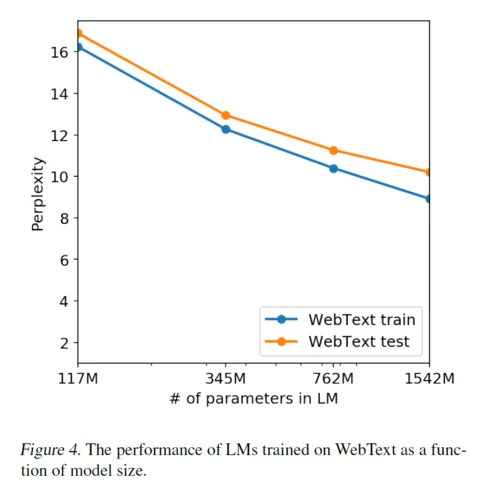 16
14
12
10
8
6
4
2
Perplexity
WebText train
WebText test
117M 345M 762M 1542M
# of parameters in LM
Figure 4. The performance of LMs trained on WebText as a func-
tion of model size.